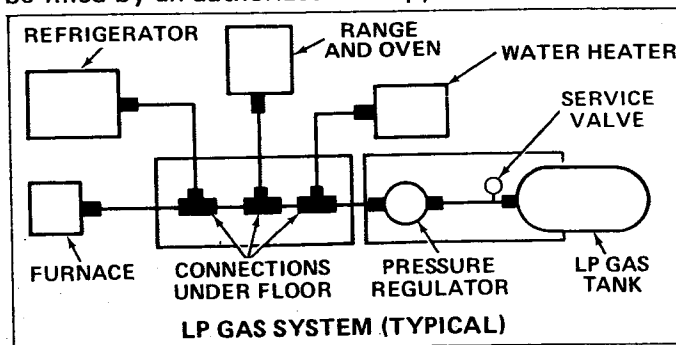 REFRIGERATOR
RANGE
AND OVEN
WATER HEATER
SERVICE
VALVE
FURNACE
CONNECTIONS
UNDER FLOOR
PRESSURE
REGULATOR
LP GAS
TANK
LP GAS SYSTEM (TYPICAL)